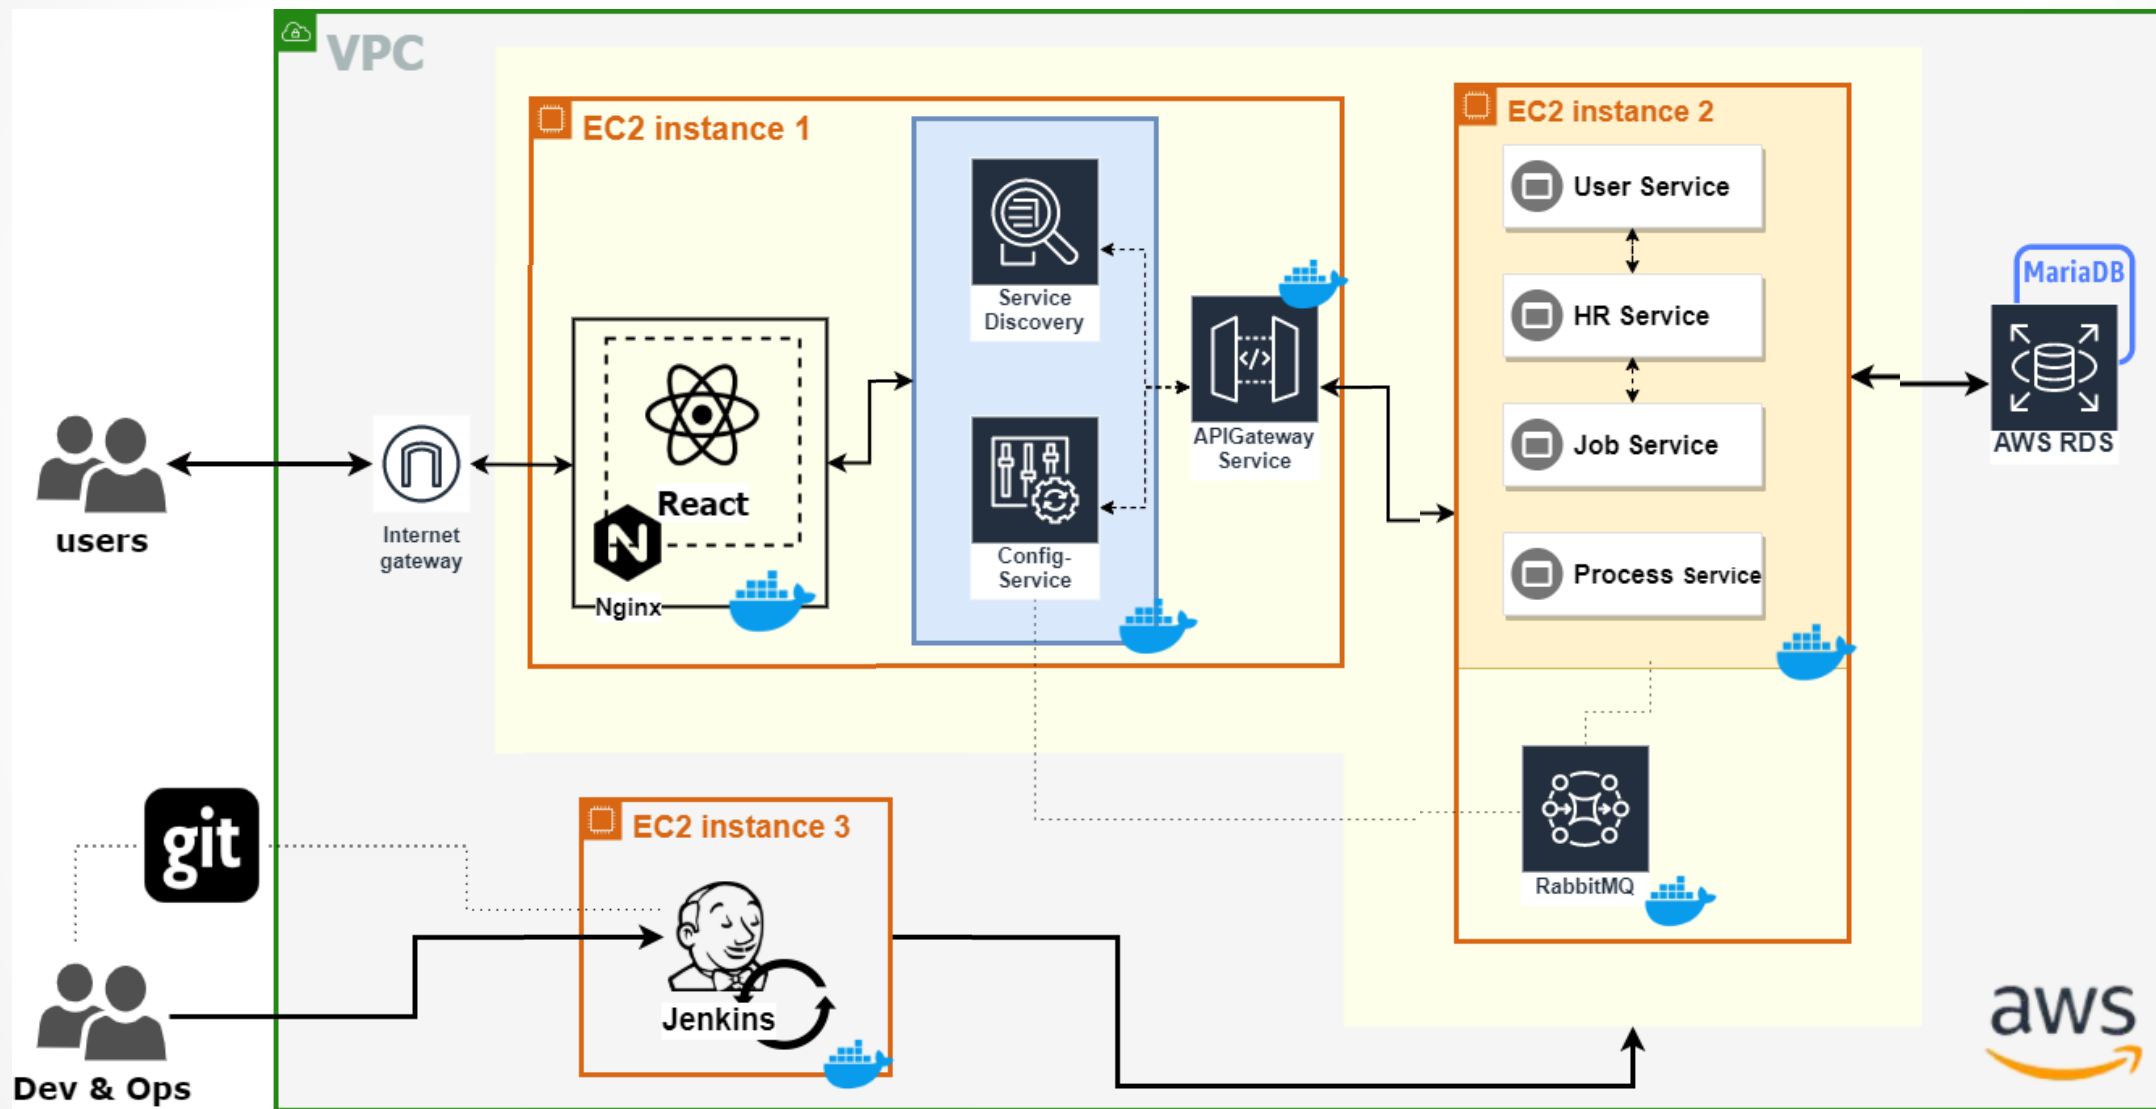 VPC
EC2 instance 1
Service
Discovery
APIGateway
Service
Config-
Service
React
Nginx
EC2 instance 2
User Service
HR Service
Job Service
Process Service
RabbitMQ
MariaDB
AWS RDS
users
Internet
gateway
git
Dev & Ops
EC2 instance 3
Jenkins
aws